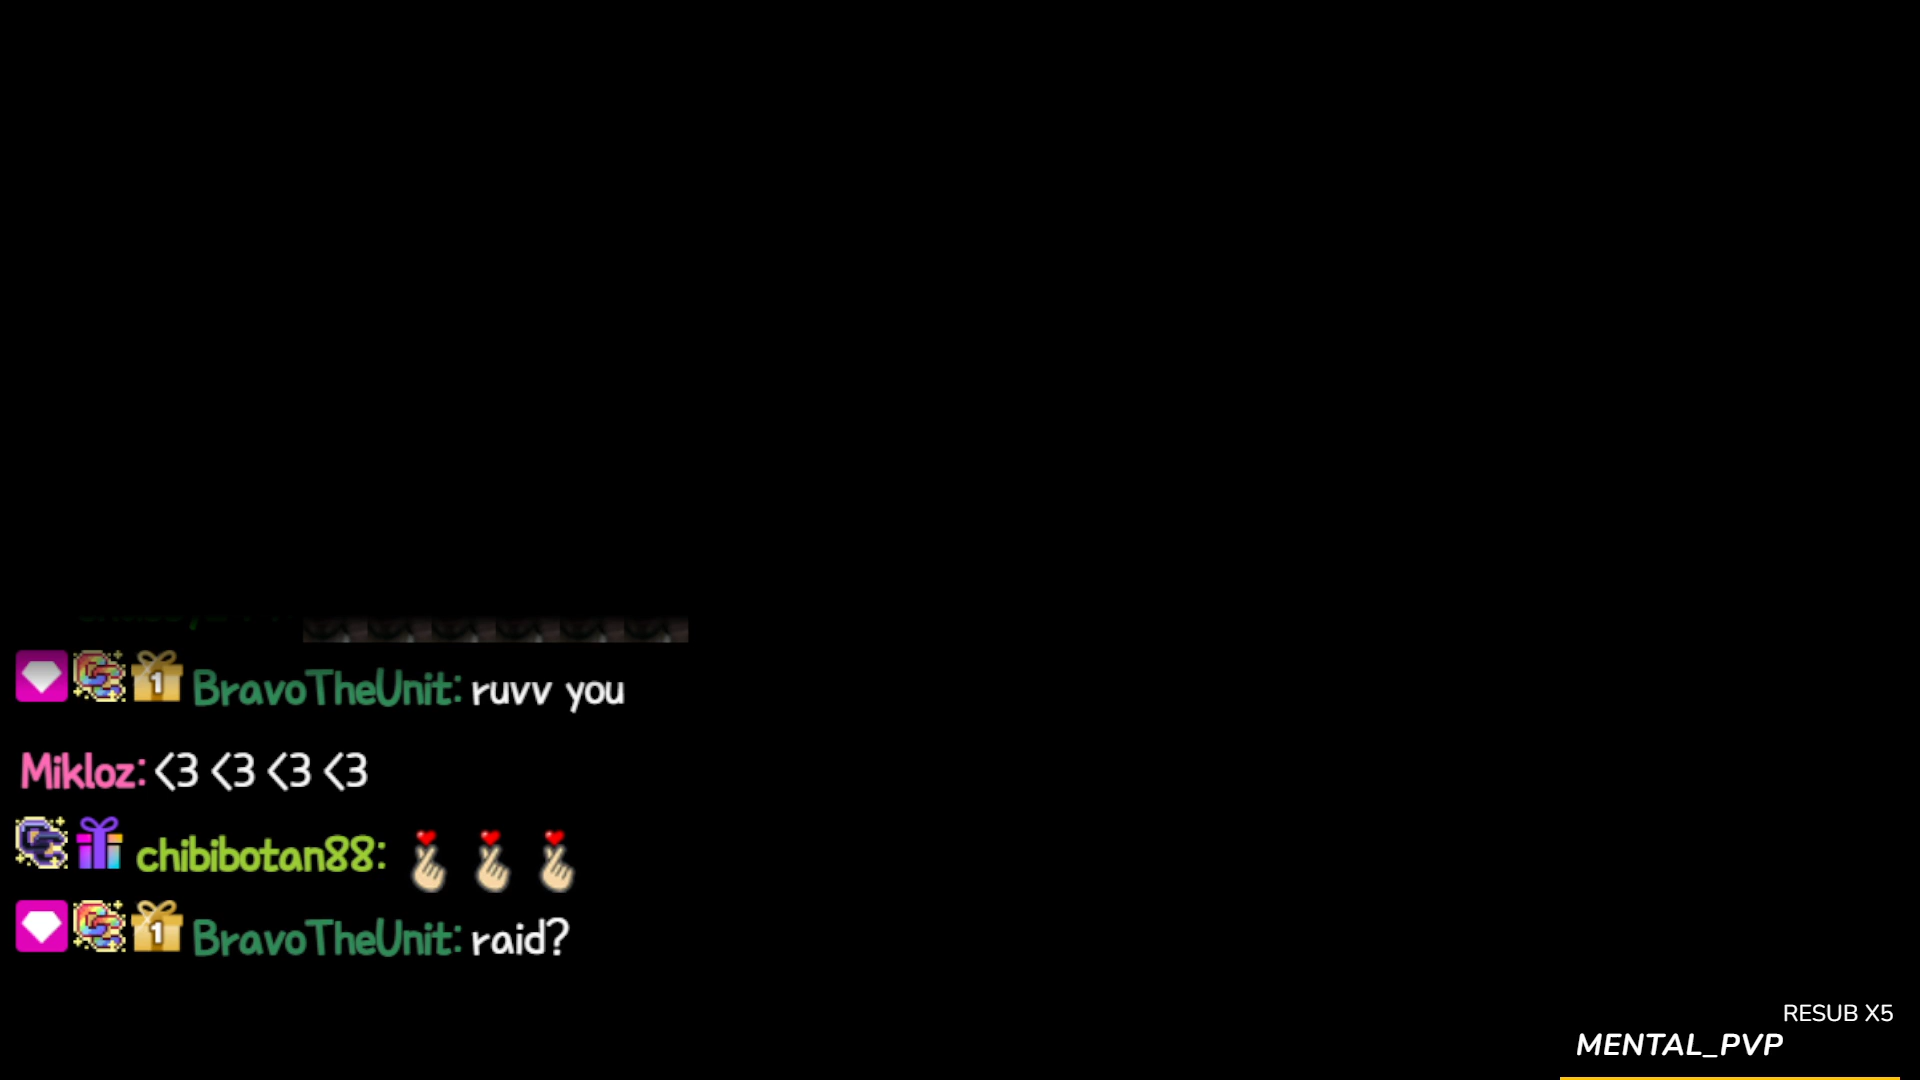 BravoTheUnit: ruvv you
Mikloz: <3 <3 <3 <3
chibibotan88:
BravoTheUnit: raid?
RESUB X5
MENTAL_PVP